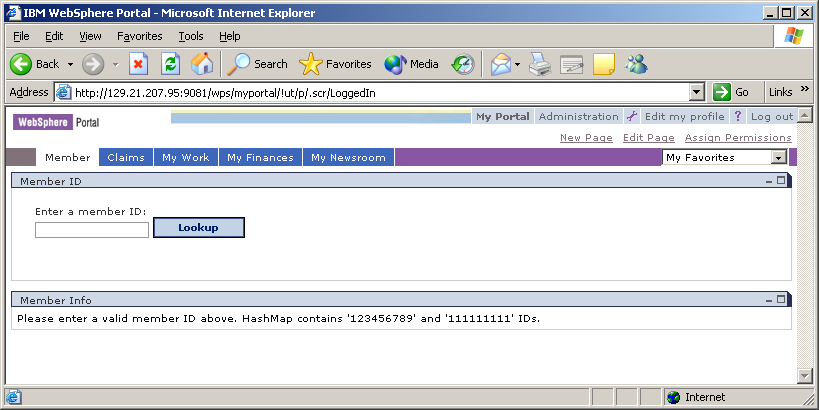 IBM WebSphere Portal - Microsoft Internet Explorer
File Edit View Favorites Tools Help
Back Search Favorites Media
Address http://129.21.207.95:9081/wps/myportal/!ut/p/.scr/LoggedIn Go Links »
WebSphere Portal My Portal Administration Edit my profile ? Log out
New Page Edit Page Assign Permissions
Member Claims My Work My Finances My Newsroom My Favorites
Member ID
Enter a member ID:
Lookup
Member Info
Please enter a valid member ID above. HashMap contains '123456789' and '111111111' IDs.
Internet